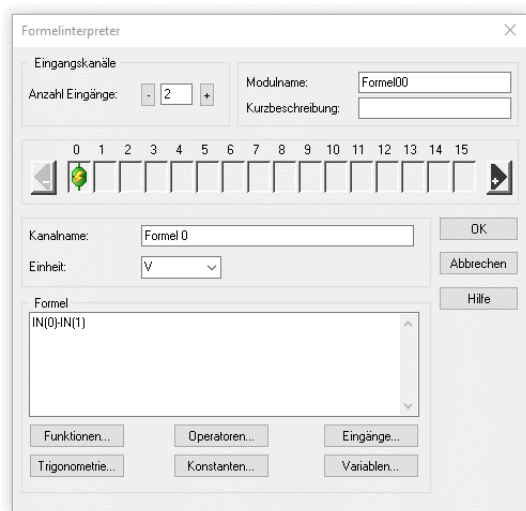 Formelinterpreter
Eingangskanäle
Anzahl Eingänge: - 2 +
Modulname: Formel00
Kurzbeschreibung:
0 1 2 3 4 5 6 7 8 9 10 11 12 13 14 15
Kanalname: Formel 0
Einheit: V
OK
Abbrechen
Hilfe
Formel
IN(0)-IN(1)
Funktionen... Operatoren... Eingänge...
Trigonometrie... Konstanten... Variablen...